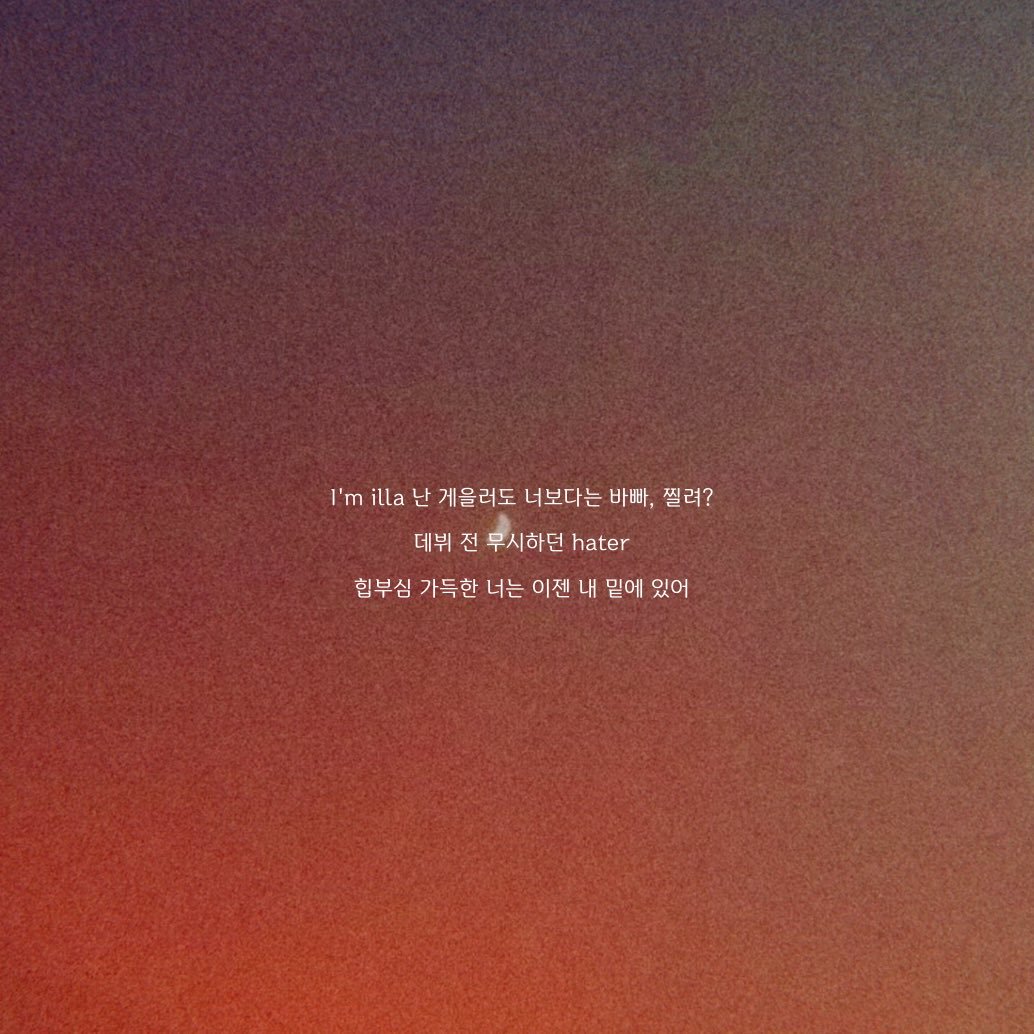 I'm illa 난 게을러도 너보다는 바빠, 찔려?
데뷔 전 무시하던 hater
힙부심 가득한 너는 이젠 내 밑에 있어